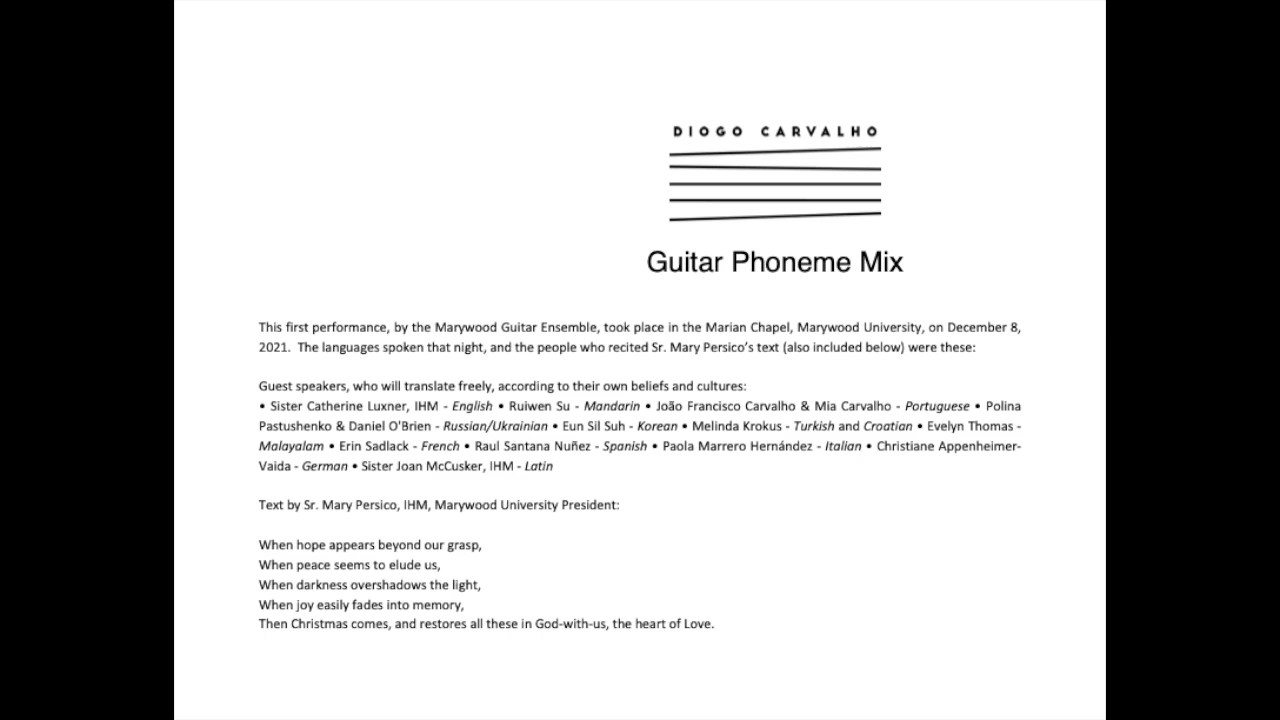 DIOGO CARVALHO
Guitar Phoneme Mix
This first performance, by the Marywood Guitar Ensemble, took place in the Marian Chapel, Marywood University, on December 8,
2021. The languages spoken that night, and the people who recited Sr. Mary Persico's text (also included below) were these:
Guest speakers, who will translate freely, according to their own beliefs and cultures:
• Sister Catherine Luxner, IHM - English • Ruiwen Su - Mandarin • João Francisco Carvalho & Mia Carvalho - Portuguese • Polina
Pastushenko & Daniel O'Brien - Russian/Ukrainian • Eun Sil Suh - Korean • Melinda Krokus - Turkish and Croatian • Evelyn Thomas -
Malayalam • Erin Sadlack - French • Raul Santana Nuñez - Spanish • Paola Marrero Hernández - Italian • Christiane Appenheimer-
Vaida - German • Sister Joan McCusker, IHM - Latin
Text by Sr. Mary Persico, IHM, Marywood University President:
When hope appears beyond our grasp,
When peace seems to elude us,
When darkness overshadows the light,
When joy easily fades into memory,
Then Christmas comes, and restores all these in God-with-us, the heart of Love.